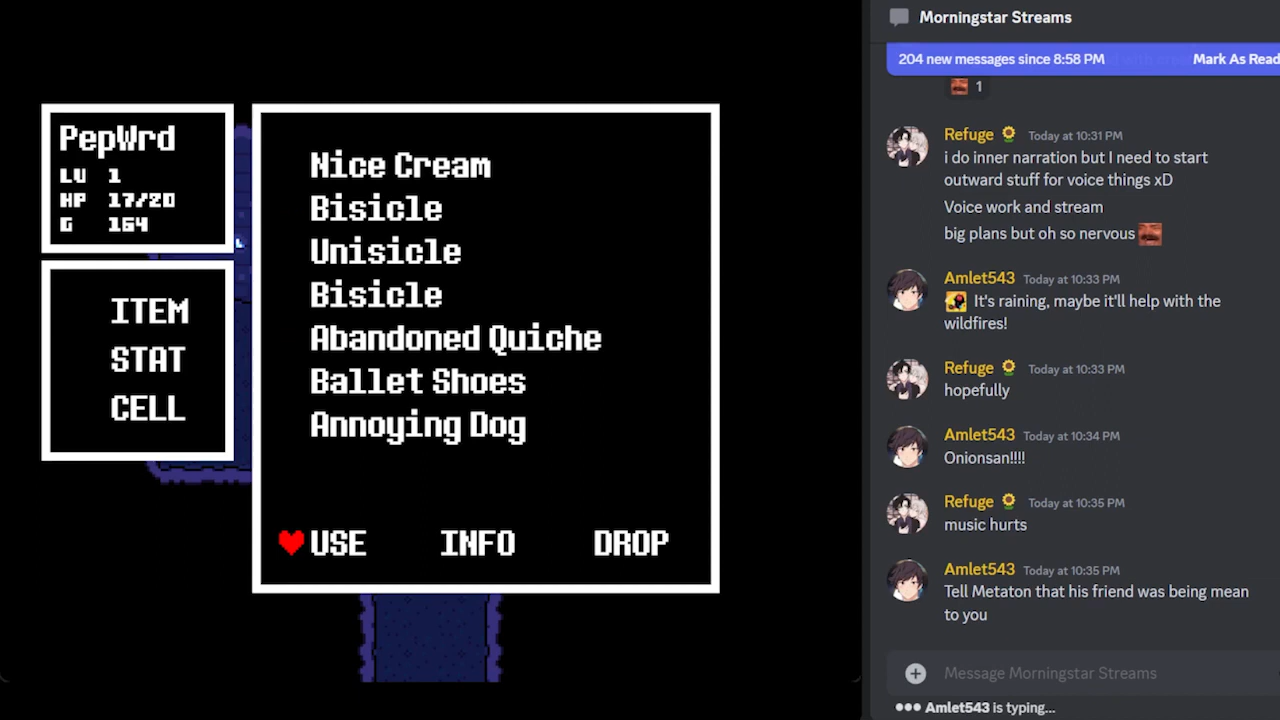 PepWrd
LV 1
HP 17/20
G 164
ITEM
STAT
CELL
Nice Cream
Bisicle
Unisicle
Bisicle
Abandoned Quiche
Ballet Shoes
Annoying Dog
USE INFO DROP
Morningstar Streams
204 new messages since 8:58 PM Mark As Read
1
Refuge Today at 10:31 PM
i do inner narration but I need to start
outward stuff for voice things xD
Voice work and stream
big plans but oh so nervous
Amlet543 Today at 10:33 PM
It's raining, maybe it'll help with the
wildfires!
Refuge Today at 10:33 PM
hopefully
Amlet543 Today at 10:34 PM
Onionsan!!!!
Refuge Today at 10:35 PM
music hurts
Amlet543 Today at 10:35 PM
Tell Metaton that his friend was being mean
to you
Message Morningstar Streams
Amlet543 is typing...